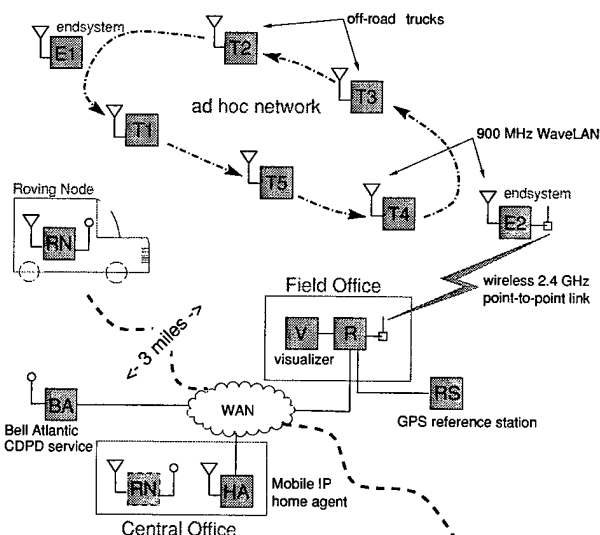 off-road trucks
endsystem
E1
T2
T3
ad hoc network
T1
900 MHz WaveLAN
T5
T4
Roving Node
endsystem
E2
RN
wireless 2.4 GHz
point-to-point link
Field Office
<- 3 miles ->
V
R
visualizer
BA
WAN
RS
Bell Atlantic
CDPD service
GPS reference station
RN
HA
Mobile IP
home agent
Central Office